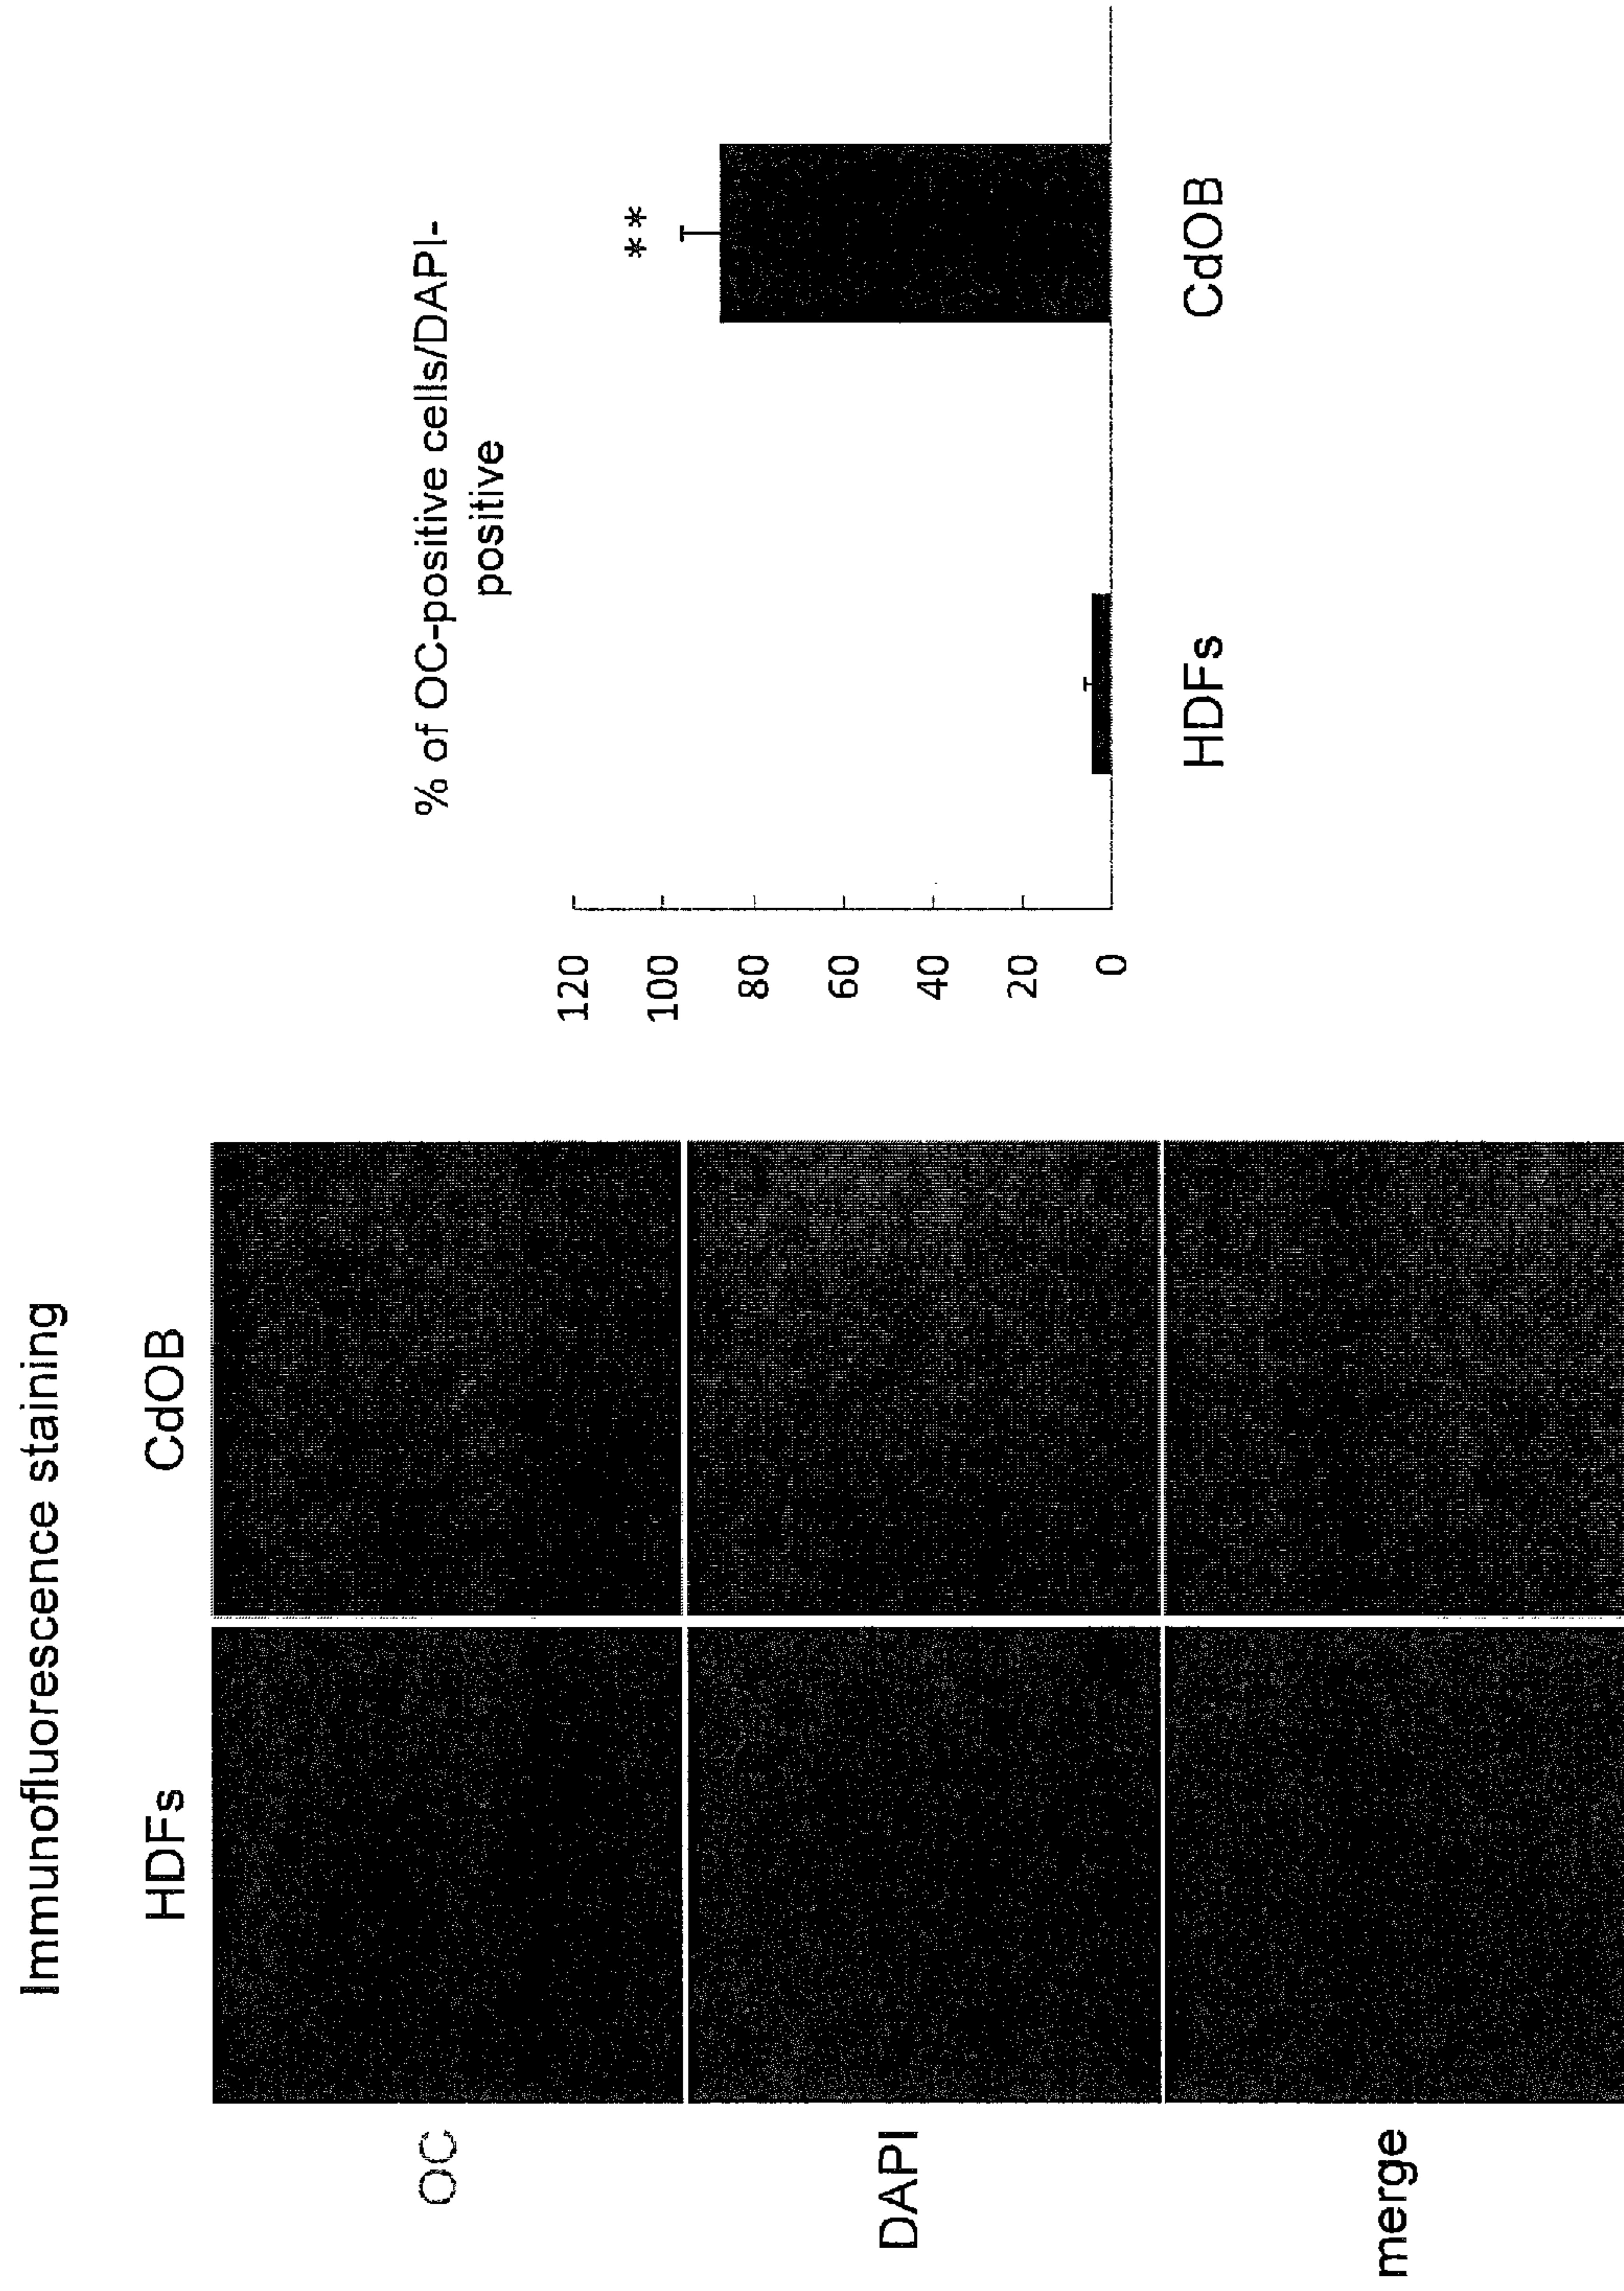 Immunofluorescence staining
HDFs CdOB
OC
DAPI
merge
% of OC-positive cells/DAPI-
positive
120
100
80
60
40
20
0
**
HDFs CdOB